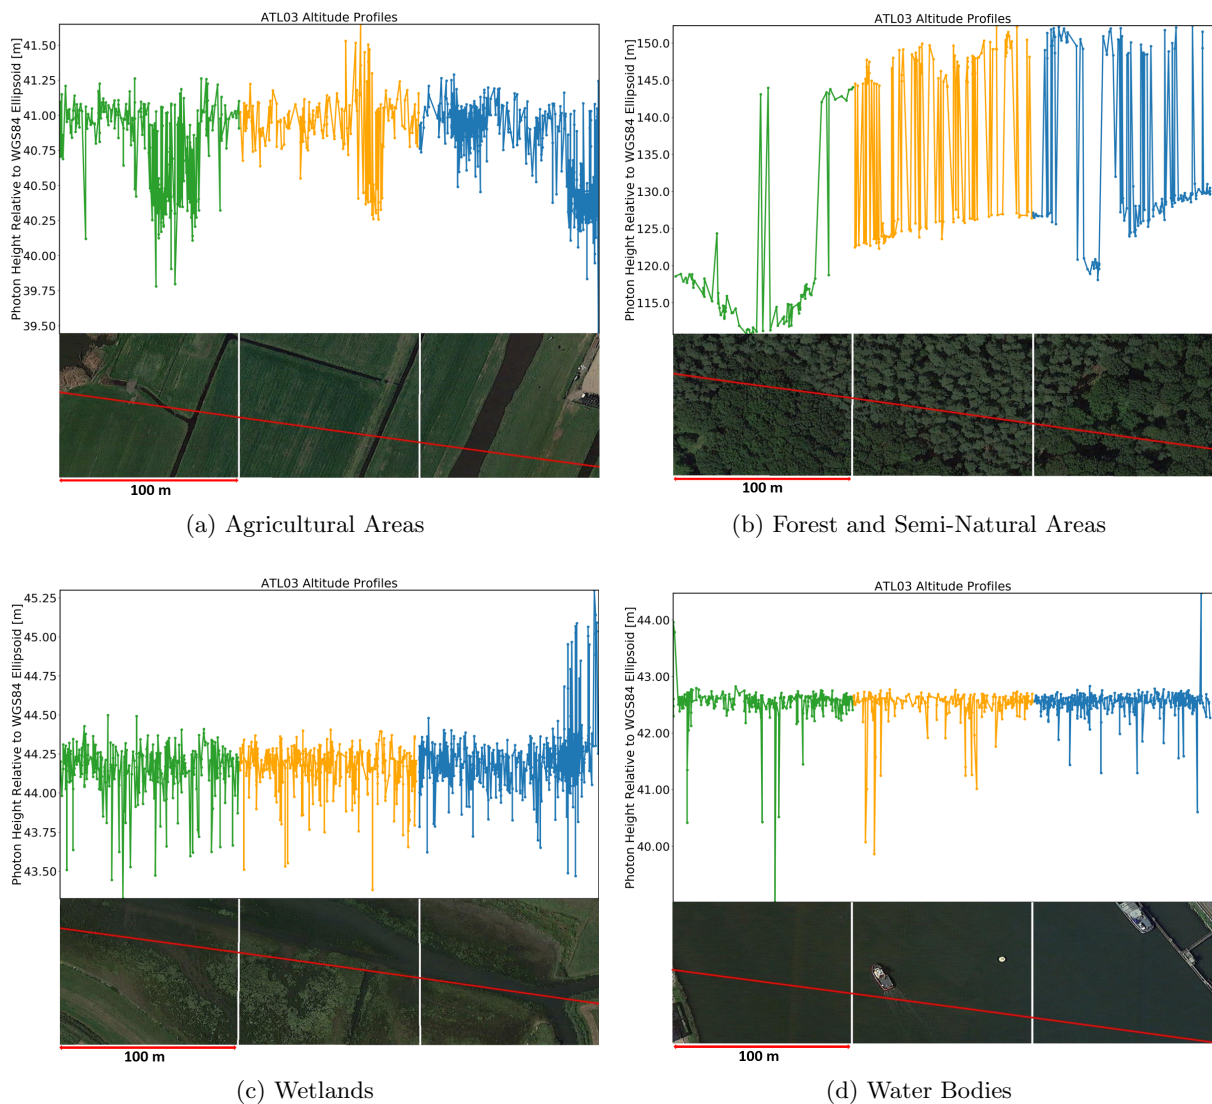 ATL03 Altitude Profiles
Photon Height Relative to WGS84 Ellipsoid [m]
41.50
41.25
41.00
40.75
40.50
40.25
40.00
39.75
39.50
100 m
(a) Agricultural Areas
ATL03 Altitude Profiles
Photon Height Relative to WGS84 Ellipsoid [m]
150.0
145.0
140.0
135.0
130.0
125.0
120.0
115.0
100 m
(b) Forest and Semi-Natural Areas
ATL03 Altitude Profiles
Photon Height Relative to WGS84 Ellipsoid [m]
45.25
45.00
44.75
44.50
44.25
44.00
43.75
43.50
100 m
(c) Wetlands
ATL03 Altitude Profiles
Photon Height Relative to WGS84 Ellipsoid [m]
44.00
43.00
42.00
41.00
40.00
100 m
(d) Water Bodies